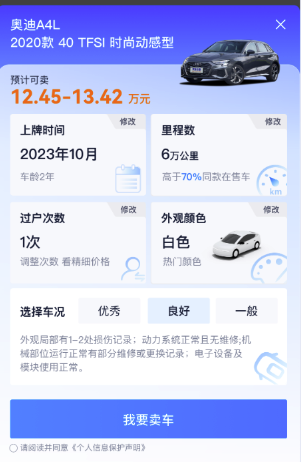 奥迪A4L
2020款 40 TFSI 时尚动感型
预计可卖
12.45-13.42 万元
上牌时间 修改
2023年10月
车龄2年
里程数 修改
6万公里
高于70%同款在售车
km
过户次数 修改
1次
调整次数 看精细价格
外观颜色 修改
白色
热门颜色
选择车况 优秀 良好 一般
外观局部有1-2处损伤记录；动力系统正常且无维修;机
械部位运行正常有部分维修或更换记录；电子设备及
模块使用正常。
我要卖车
请阅读并同意《个人信息保护声明》